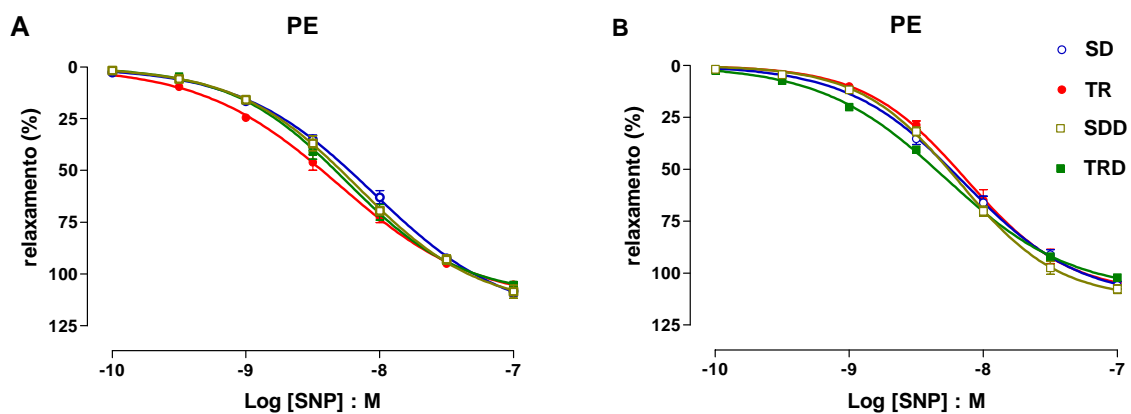 A
PE
relaxamento (%)
0
25
50
75
100
125
-10
-9
-8
-7
Log [SNP] : M
B
PE
relaxamento (%)
0
25
50
75
100
125
-10
-9
-8
-7
Log [SNP] : M
SD
TR
SDD
TRD